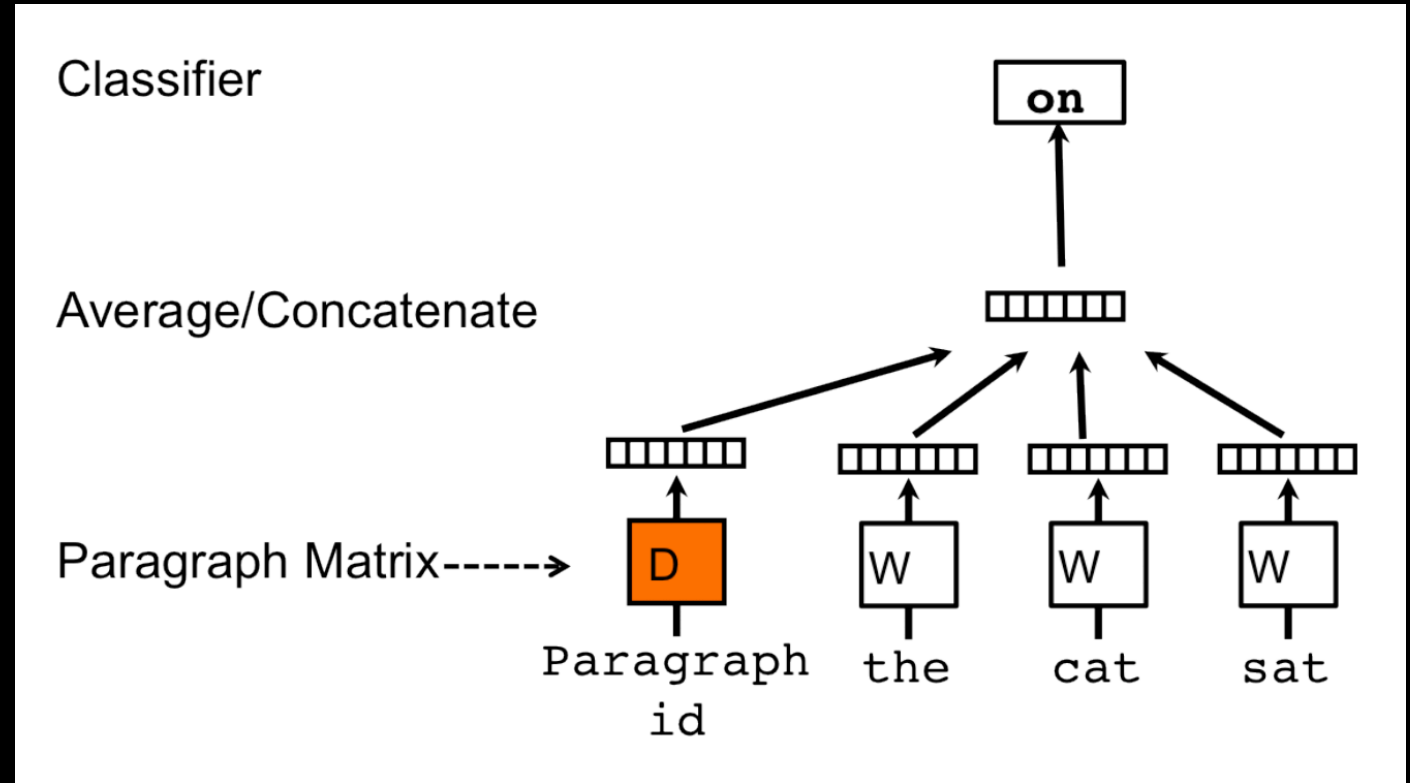 Classifier
on
Average/Concatenate
Paragraph Matrix------>
D
W
W
W
Paragraph
id
the
cat
sat